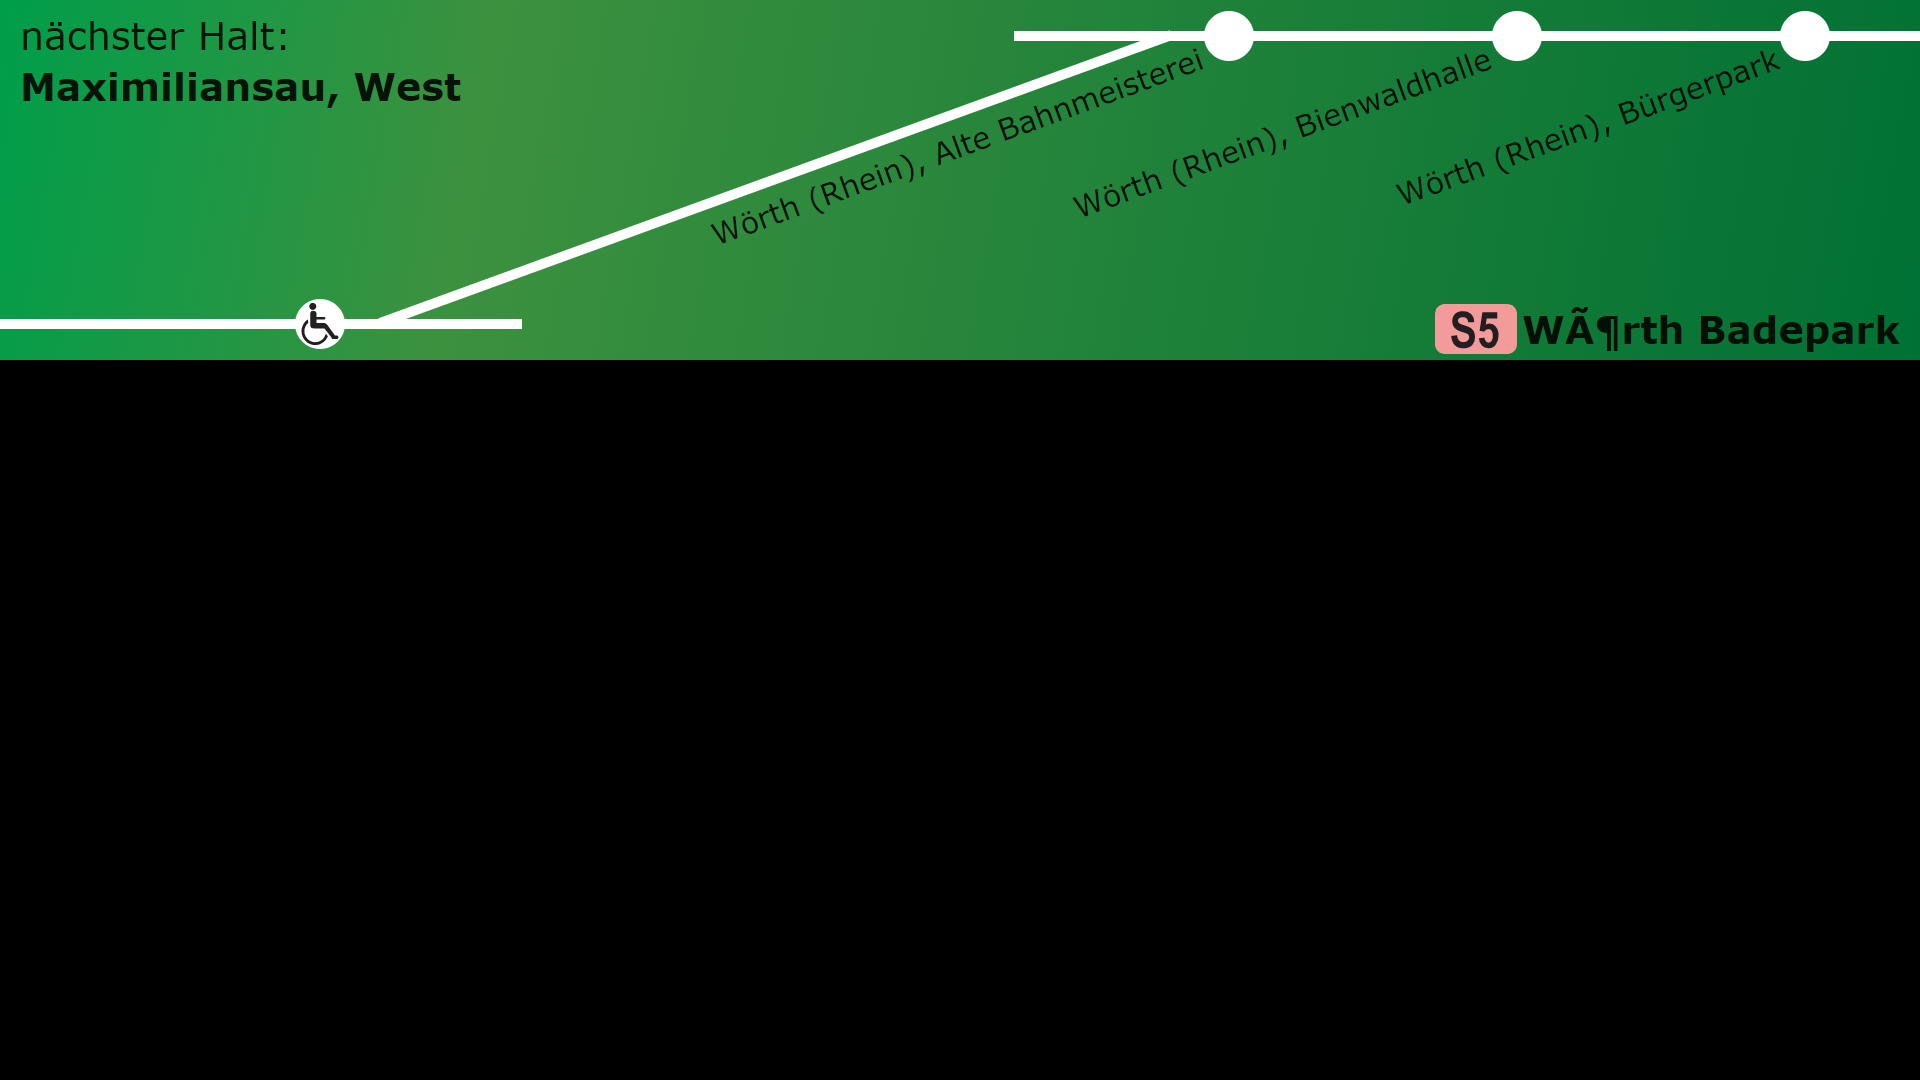 nächster Halt:
Maximiliansau, West
Wörth (Rhein), Alte Bahnmeisterei
Wörth (Rhein), Bienwaldhalle
Wörth (Rhein), Bürgerpark
S5 WÃ¶rth Badepark